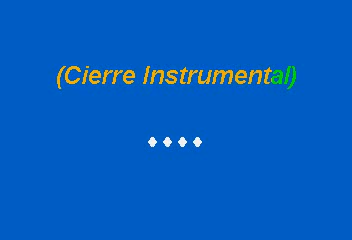 (Cierre Instrumental)
♦ ♦ ♦ ♦